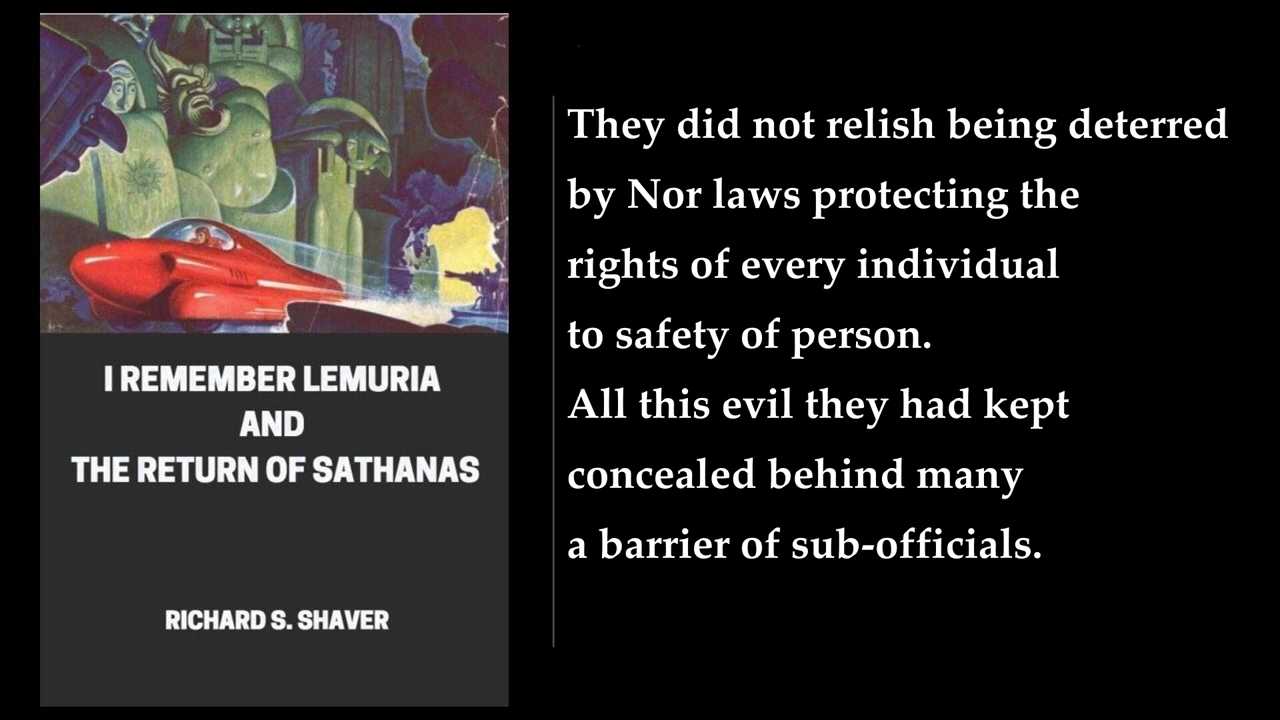 I REMEMBER LEMURIA
AND
THE RETURN OF SATHANAS
RICHARD S. SHAVER
They did not relish being deterred
by Nor laws protecting the
rights of every individual
to safety of person.
All this evil they had kept
concealed behind many
a barrier of sub-officials.